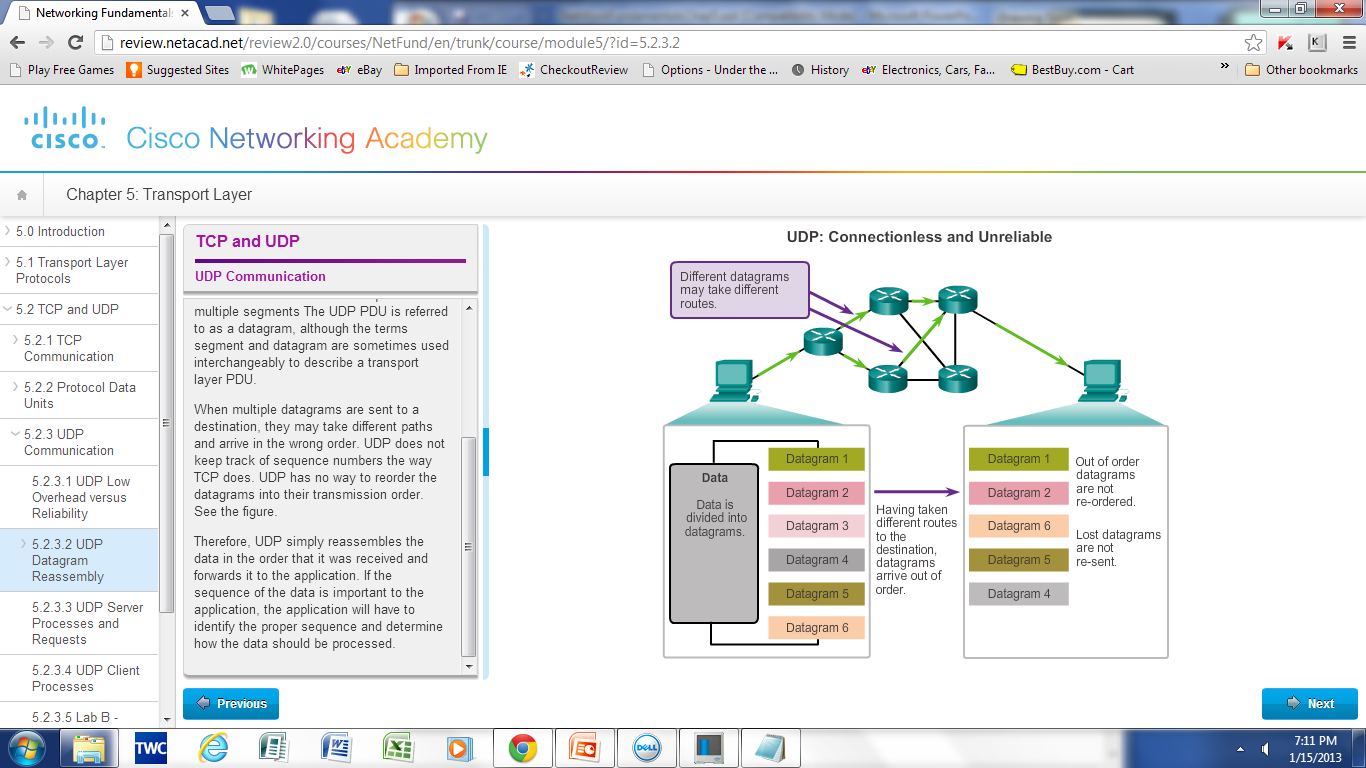 Networking Fundamentals
review.netacad.net/review2.0/courses/NetFund/en/trunk/course/module5/?id=5.2.3.2
Play Free Games Suggested Sites WhitePages eBay Imported From IE CheckoutReview Options - Under the ... History Electronics, Cars, Fa... BestBuy.com - Cart » Other bookmarks
CISCO. Cisco Networking Academy
Chapter 5: Transport Layer
5.0 Introduction
5.1 Transport Layer
Protocols
5.2 TCP and UDP
5.2.1 TCP
Communication
5.2.2 Protocol Data
Units
5.2.3 UDP
Communication
5.2.3.1 UDP Low
Overhead versus
Reliability
5.2.3.2 UDP
Datagram
Reassembly
5.2.3.3 UDP Server
Processes and
Requests
5.2.3.4 UDP Client
Processes
5.2.3.5 Lab B -
TCP and UDP
UDP Communication
multiple segments The UDP PDU is referred
to as a datagram, although the terms
segment and datagram are sometimes used
interchangeably to describe a transport
layer PDU.
When multiple datagrams are sent to a
destination, they may take different paths
and arrive in the wrong order. UDP does not
keep track of sequence numbers the way
TCP does. UDP has no way to reorder the
datagrams into their transmission order.
See the figure.
Therefore, UDP simply reassembles the
data in the order that it was received and
forwards it to the application. If the
sequence of the data is important to the
application, the application will have to
identify the proper sequence and determine
how the data should be processed.
UDP: Connectionless and Unreliable
Different datagrams
may take different
routes.
Data
Data is
divided into
datagrams.
Datagram 1
Datagram 2
Datagram 3
Datagram 4
Datagram 5
Datagram 6
Having taken
different routes
to the
destination,
datagrams
arrive out of
order.
Datagram 1
Datagram 2
Datagram 6
Datagram 5
Datagram 4
Out of order
datagrams
are not
re-ordered.
Lost datagrams
are not
re-sent.
Previous
Next
TWC
DELL
7:11 PM
1/15/2013